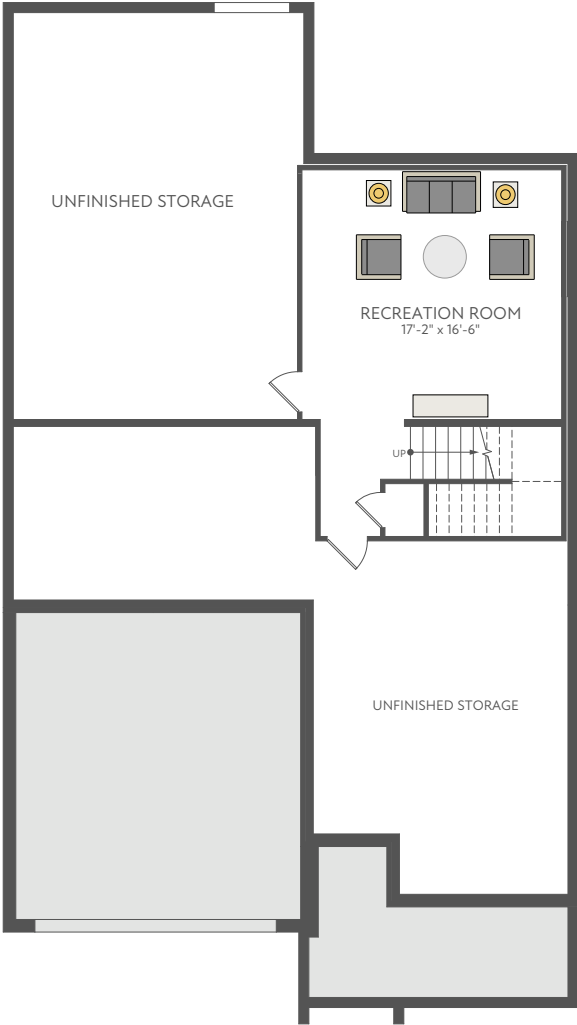 UNFINISHED STORAGE
RECREATION ROOM
17'-2" x 16'-6"
UP
UNFINISHED STORAGE